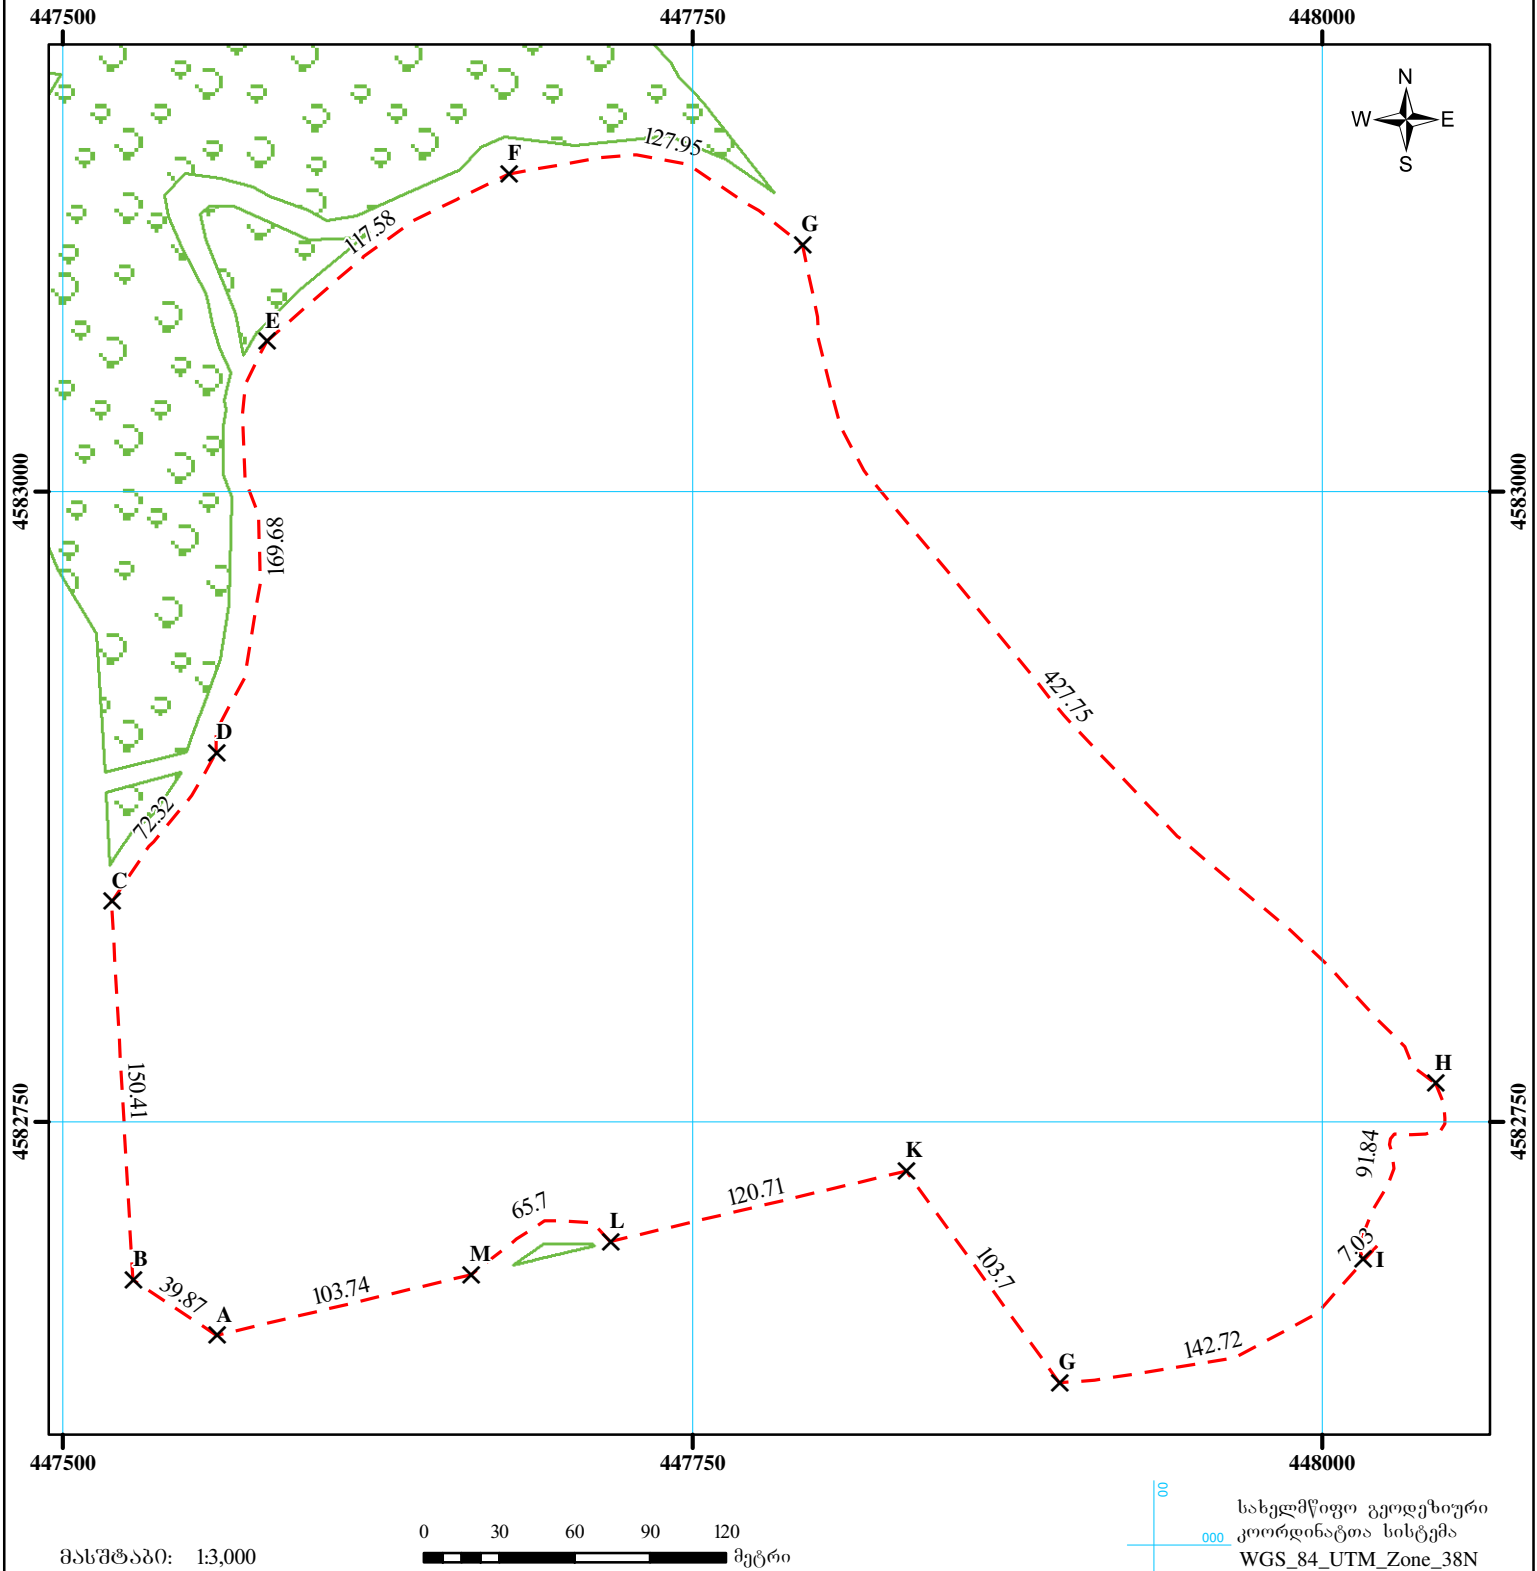 447500 447750 448000
N
W E
S
127.95
F
117.58
G
E
4583000 4583000
169.68
427.75
D
72.32
C
H
150.41
4582750 4582750
91.84
K
120.71
65.7
L
7.03
I
B
M
103.7
39.87
103.74
A
142.72
G
447500 447750 448000
00
000
სახელმწიფო გეოდეზიური
კოორდინატთა სისტემა
WGS_84_UTM_Zone_38N
0 30 60 90 120
მასშტაბი: 1:3,000
მეტრი